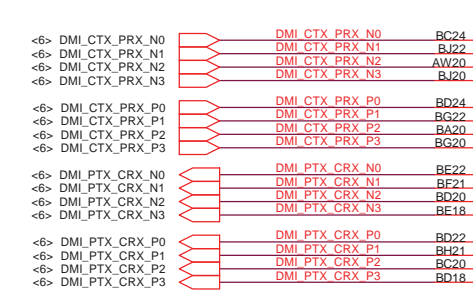 <6> DMI_CTX_PRX_N0 DMI_CTX_PRX_N0 BC24
<6> DMI_CTX_PRX_N1 DMI_CTX_PRX_N1 BJ22
<6> DMI_CTX_PRX_N2 DMI_CTX_PRX_N2 AW20
<6> DMI_CTX_PRX_N3 DMI_CTX_PRX_N3 BJ20
<6> DMI_CTX_PRX_P0 DMI_CTX_PRX_P0 BD24
<6> DMI_CTX_PRX_P1 DMI_CTX_PRX_P1 BG22
<6> DMI_CTX_PRX_P2 DMI_CTX_PRX_P2 BA20
<6> DMI_CTX_PRX_P3 DMI_CTX_PRX_P3 BG20
<6> DMI_PTX_CRX_N0 DMI_PTX_CRX_N0 BE22
<6> DMI_PTX_CRX_N1 DMI_PTX_CRX_N1 BF21
<6> DMI_PTX_CRX_N2 DMI_PTX_CRX_N2 BD20
<6> DMI_PTX_CRX_N3 DMI_PTX_CRX_N3 BE18
<6> DMI_PTX_CRX_P0 DMI_PTX_CRX_P0 BD22
<6> DMI_PTX_CRX_P1 DMI_PTX_CRX_P1 BH21
<6> DMI_PTX_CRX_P2 DMI_PTX_CRX_P2 BC20
<6> DMI_PTX_CRX_P3 DMI_PTX_CRX_P3 BD18